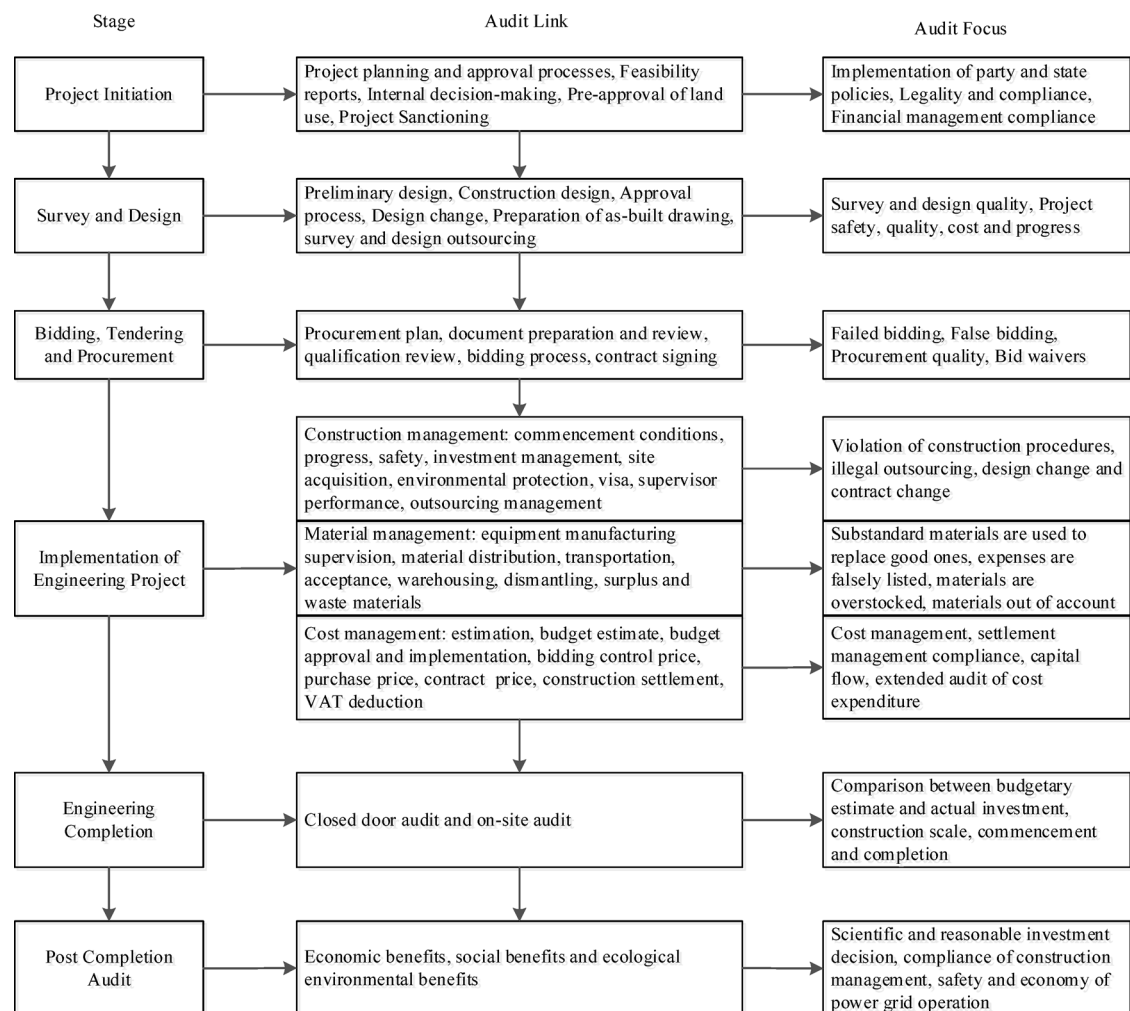 Stage
Audit Link
Audit Focus
Project Initiation
Project planning and approval processes, Feasibility
reports, Internal decision-making, Pre-approval of land
use, Project Sanctioning
Implementation of party and state
policies, Legality and compliance,
Financial management compliance
Survey and Design
Preliminary design, Construction design, Approval
process, Design change, Preparation of as-built drawing,
survey and design outsourcing
Survey and design quality, Project
safety, quality, cost and progress
Bidding, Tendering
and Procurement
Procurement plan, document preparation and review,
qualification review, bidding process, contract signing
Failed bidding, False bidding,
Procurement quality, Bid waivers
Implementation of
Engineering Project
Construction management: commencement conditions,
progress, safety, investment management, site
acquisition, environmental protection, visa, supervisor
performance, outsourcing management
Violation of construction procedures,
illegal outsourcing, design change and
contract change
Material management: equipment manufacturing
supervision, material distribution, transportation,
acceptance, warehousing, dismantling, surplus and
waste materials
Substandard materials are used to
replace good ones, expenses are
falsely listed, materials are
overstocked, materials out of account
Cost management: estimation, budget estimate, budget
approval and implementation, bidding control price,
purchase price, contract price, construction settlement,
VAT deduction
Cost management, settlement
management compliance, capital
flow, extended audit of cost
expenditure
Engineering
Completion
Closed door audit and on-site audit
Comparison between budgetary
estimate and actual investment,
construction scale, commencement
and completion
Post Completion
Audit
Economic benefits, social benefits and ecological
environmental benefits
Scientific and reasonable investment
decision, compliance of construction
management, safety and economy of
power grid operation